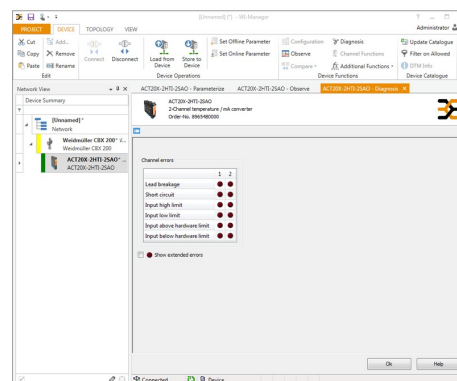 [Unnamed] (*) - WI-Manager
PROJECT DEVICE TOPOLOGY VIEW Administrator
Cut Add...
Copy Remove
Paste Rename
Edit
Connect Disconnect
Load from Device
Store to Device
Set Offline Parameter
Set Online Parameter
Device Operations
Configuration
Observe
Compare
Diagnosis
Channel Functions
Additional Functions
Device Functions
Update Catalogue
Filter on Allowed
DTM Info
Device Catalogue
Network View
Device Summary
[Unnamed]*
Network
Weidmüller CBX 200*
Weidmüller CBX 200
ACT20X-2HTI-2SAO* ...
ACT20X-2HTI-2SAO
ACT20X-2HTI-2SAO - Parameterize ACT20X-2HTI-2SAO - Observe ACT20X-2HTI-2SAO - Diagnosis
ACT20X-2HTI-2SAO
2-Channel temperature / mA converter
Order-No. 8965480000
Channel errors
1 2
Lead breakage
Short circuit
Input high limit
Input low limit
Input above hardware limit
Input below hardware limit
Show extended errors
Ok Help
Connected Device